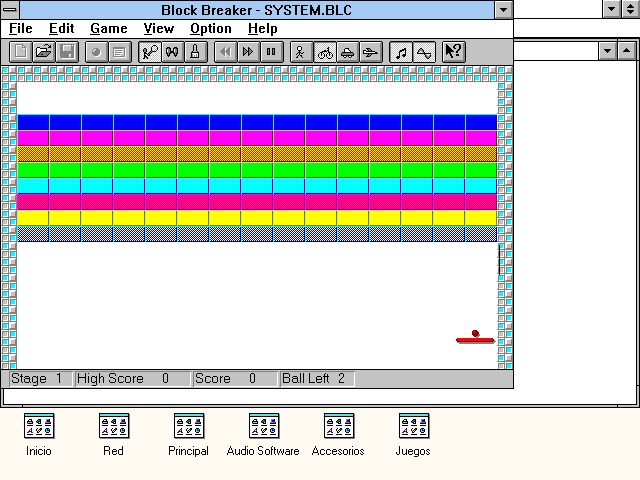 Block Breaker - SYSTEM.BLC
File Edit Game View Option Help
Stage 1 High Score 0 Score 0 Ball Left 2
Inicio Red Principal Audio Software Accesorios Juegos